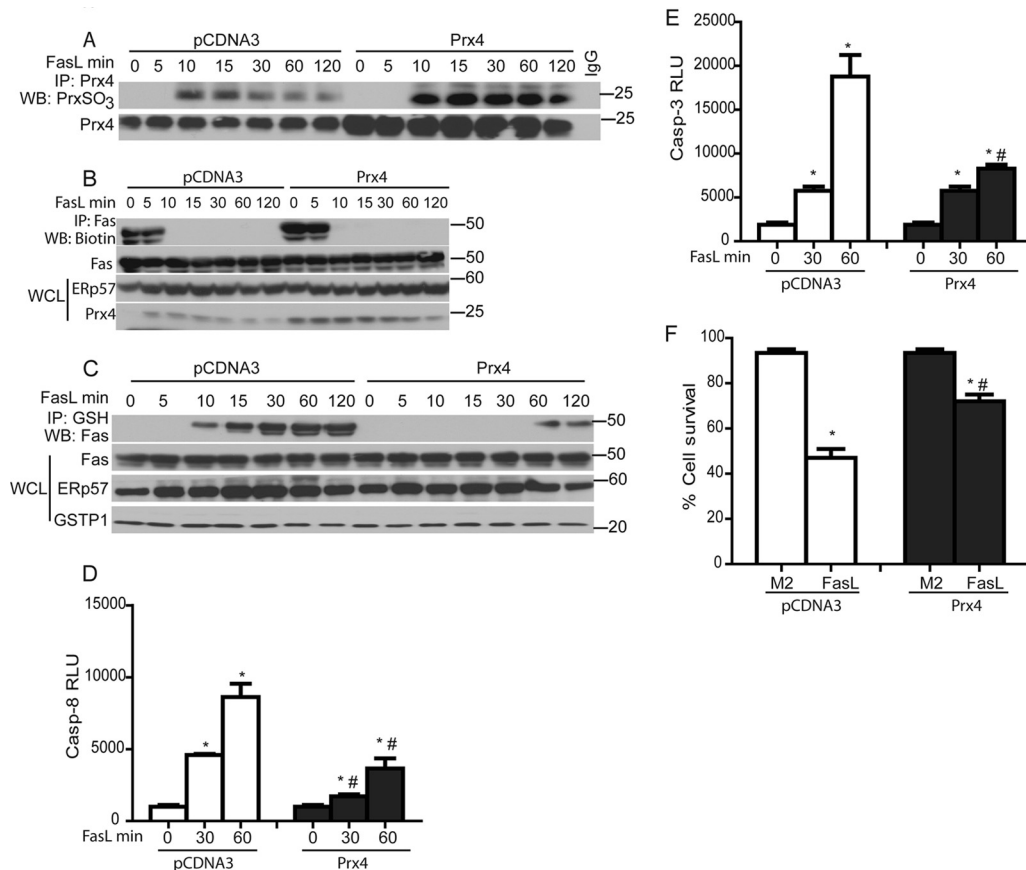 A
pCDNA3 Prx4
FasL min 0 5 10 15 30 60 120 0 5 10 15 30 60 120 IgG
IP: Prx4
WB: PrxSO3 25
Prx4 25
B
pCDNA3 Prx4
FasL min 0 5 10 15 30 60 120 0 5 10 15 30 60 120
IP: Fas
WB: Biotin 50
Fas 50
60
WCL ERp57
Prx4 25
C
pCDNA3 Prx4
FasL min 0 5 10 15 30 60 120 0 5 10 15 30 60 120
IP: GSH
WB: Fas 50
Fas 50
WCL ERp57 60
GSTP1 20
D
Casp-8 RLU
15000
10000
5000
0
* * * # * #
FasL min 0 30 60 0 30 60
pCDNA3 Prx4
E
Casp-3 RLU
25000
20000
15000
10000
5000
0
* * * * #
FasL min 0 30 60 0 30 60
pCDNA3 Prx4
F
% Cell survival
100
80
60
40
20
0
* * #
M2 FasL M2 FasL
pCDNA3 Prx4